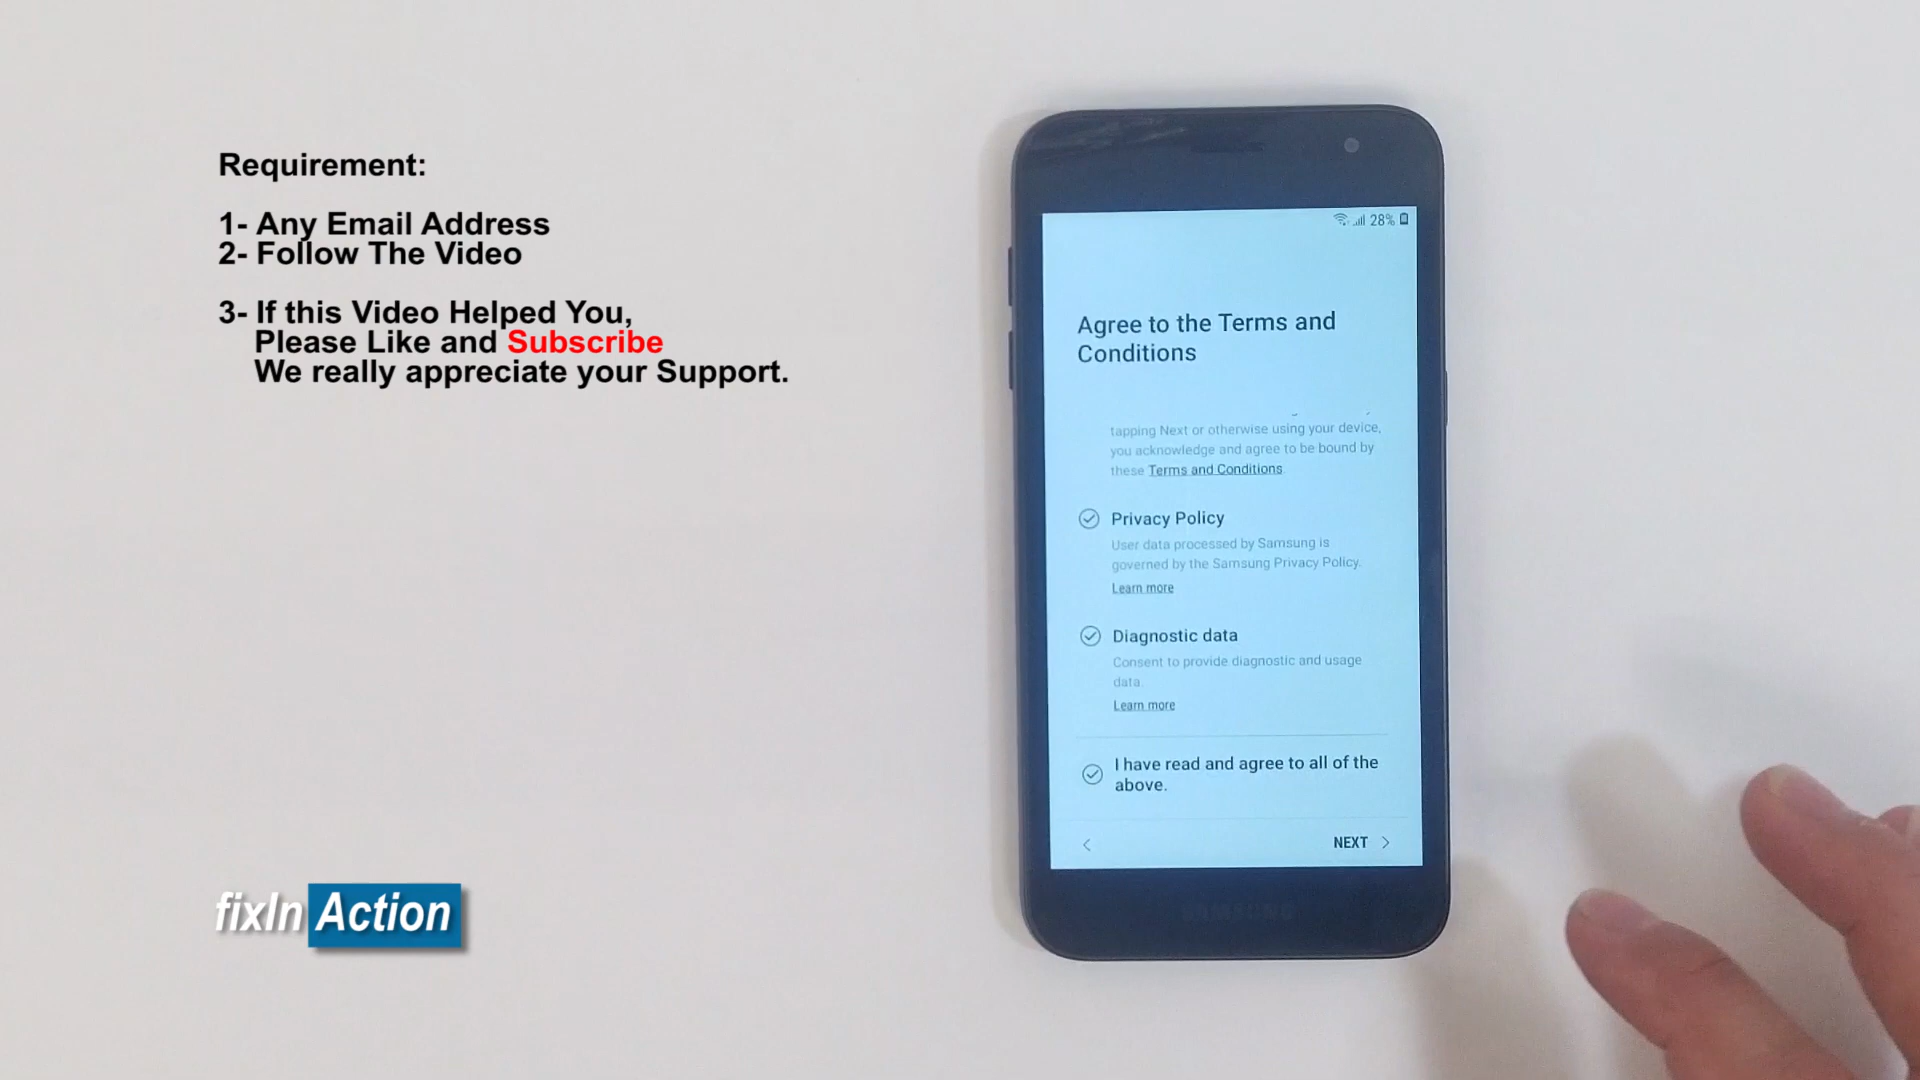 Requirement:
1- Any Email Address
2- Follow The Video
3- If this Video Helped You,
Please Like and Subscribe
We really appreciate your Support.
fixIn Action
28%
Agree to the Terms and
Conditions
tapping Next or otherwise using your device,
you acknowledge and agree to be bound by
these Terms and Conditions
Privacy Policy
User data processed by Samsung is
governed by the Samsung Privacy Policy.
Learn more
Diagnostic data
Consent to provide diagnostic and usage
data.
Learn more
I have read and agree to all of the
above.
NEXT
SAMSUNG